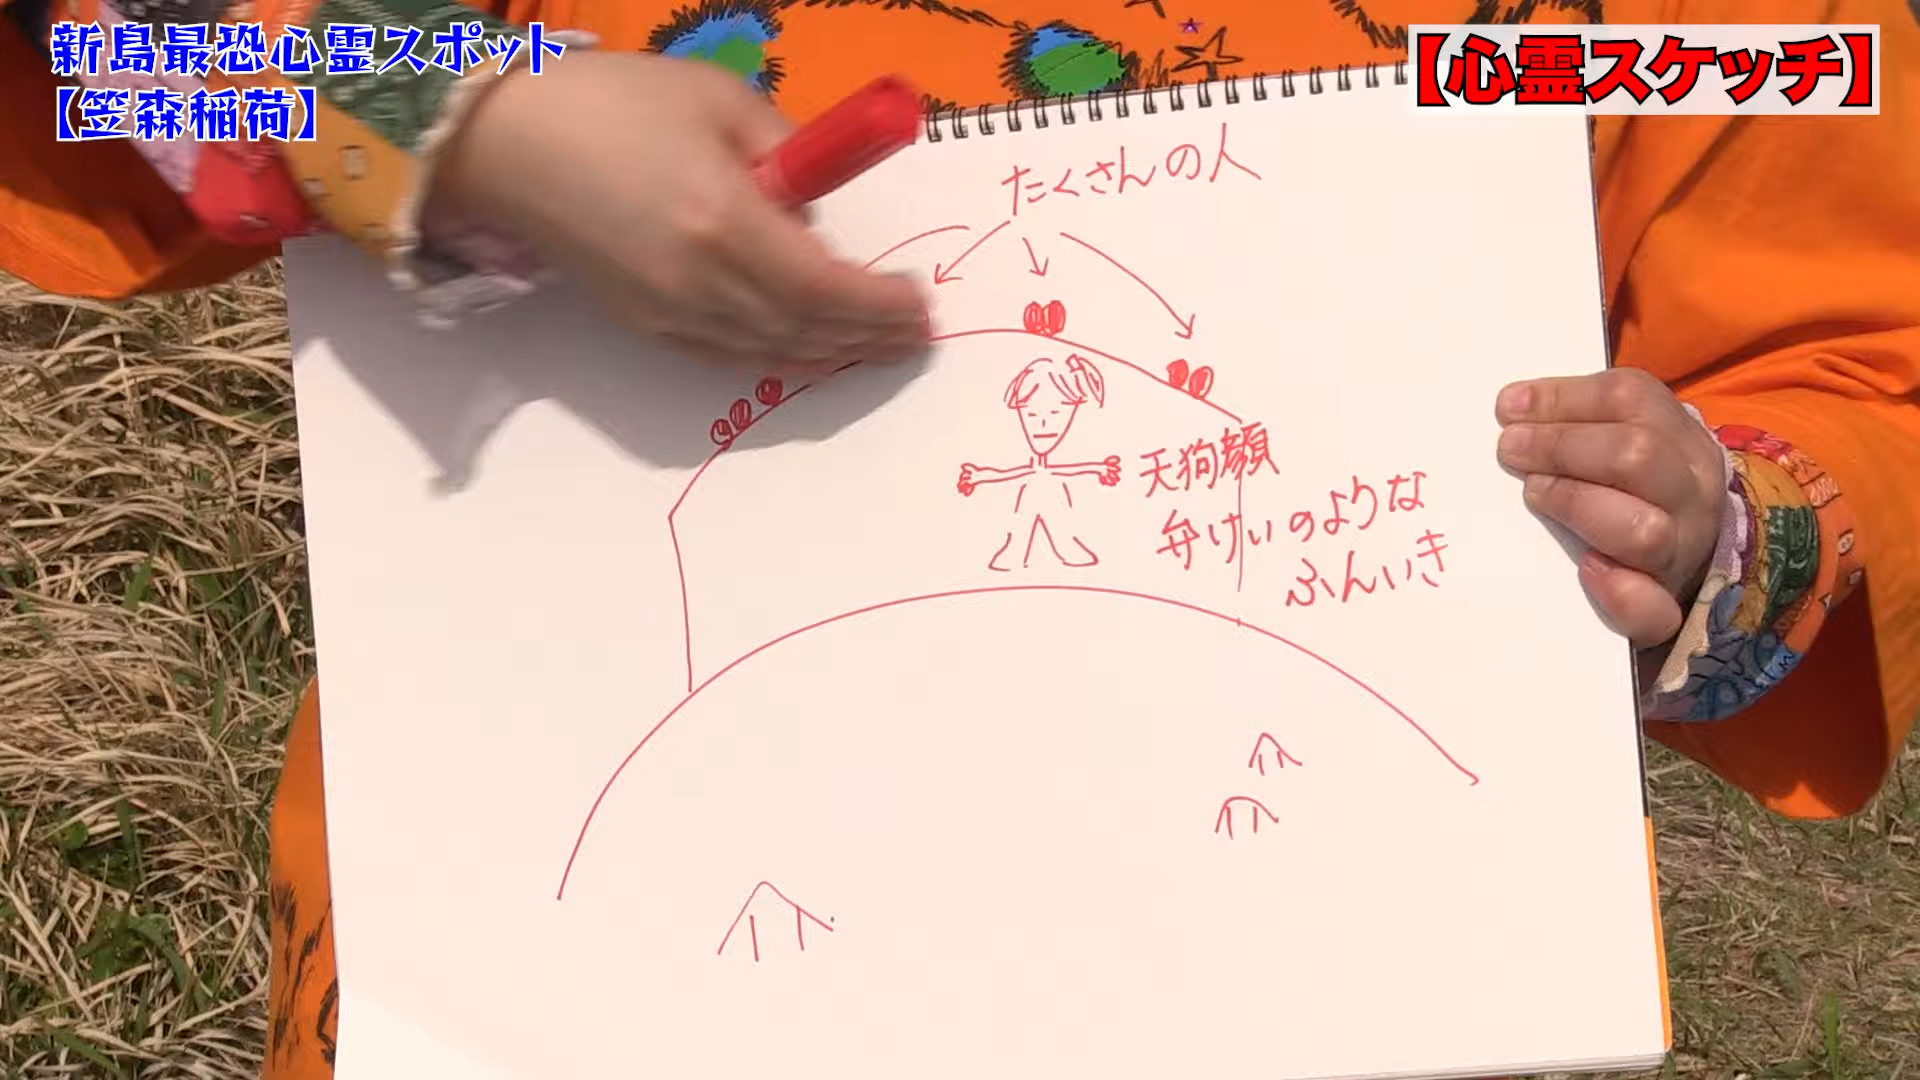 新島最恐心霊スポット
【笠森稲荷】
【心霊スケッチ】
たくさんの人
天狗顔
弁けいのような
ふんいき